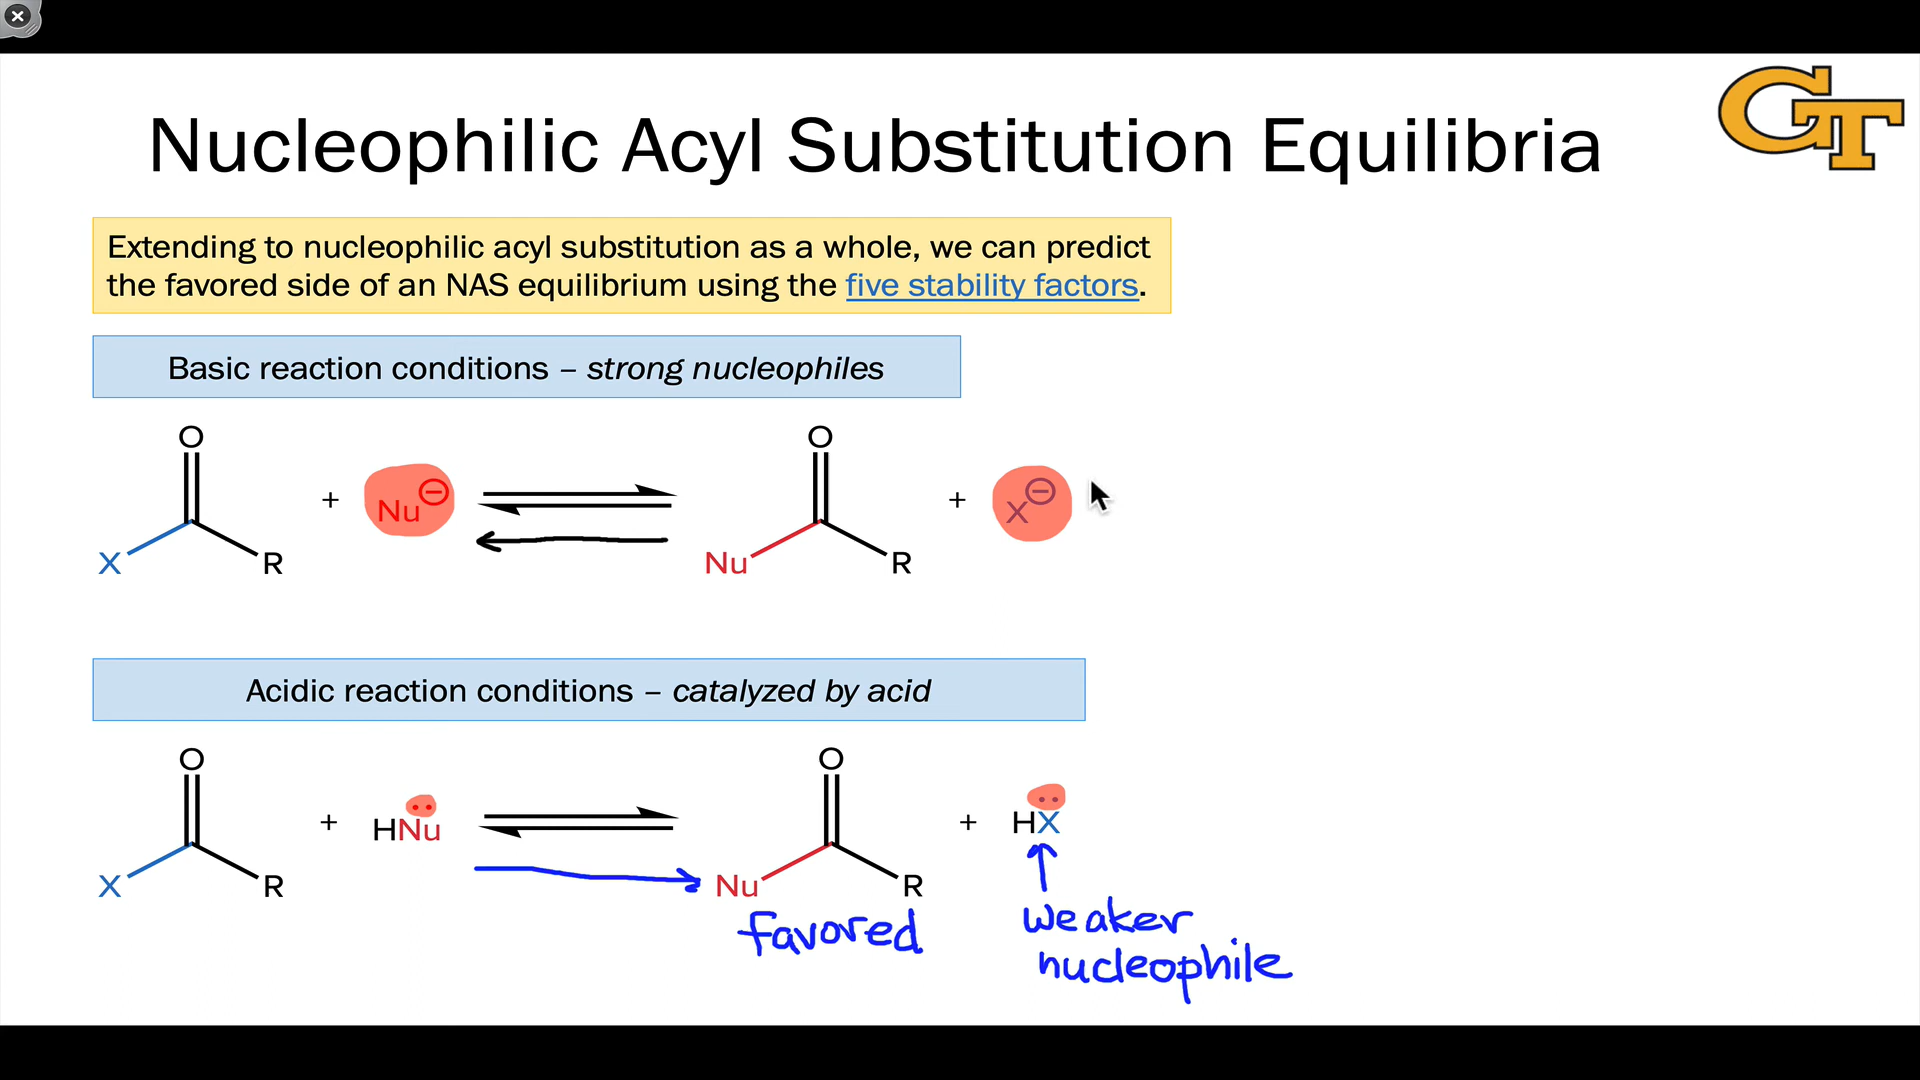 GT
Nucleophilic Acyl Substitution Equilibria
Extending to nucleophilic acyl substitution as a whole, we can predict
the favored side of an NAS equilibrium using the five stability factors.
Basic reaction conditions – strong nucleophiles
O O
+ Nu⊖ + X⊖
X R Nu R
Acidic reaction conditions – catalyzed by acid
O O
+ HNu + HX
X R Nu R
favored weaker
nucleophile